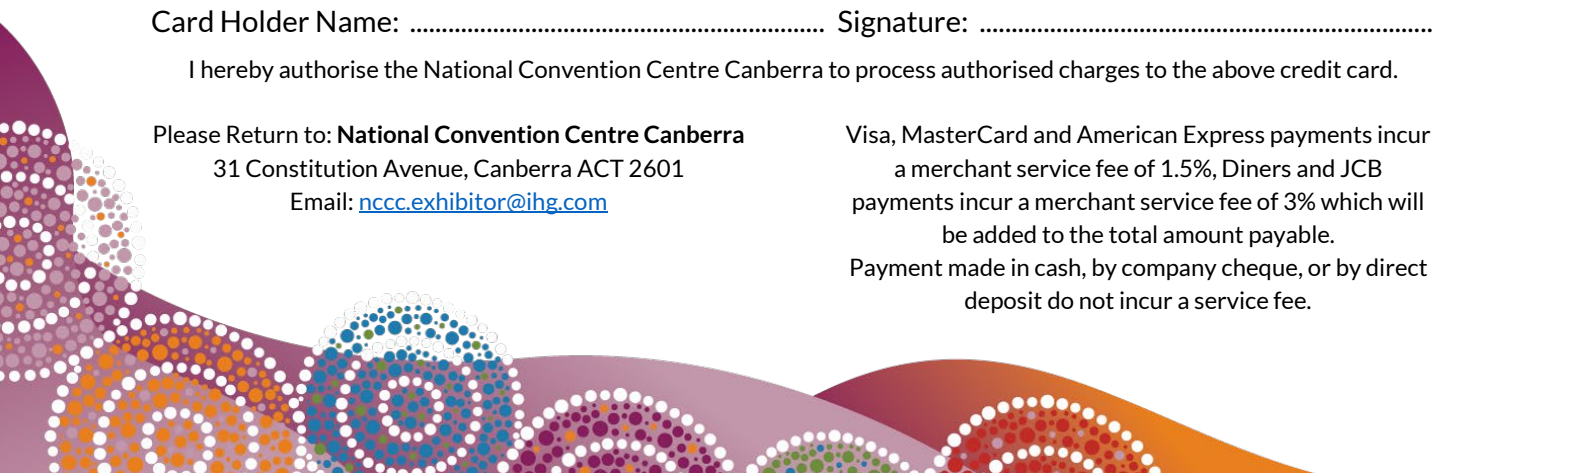 Card Holder Name: ...................................................................... Signature: .............................................................................
I hereby authorise the National Convention Centre Canberra to process authorised charges to the above credit card.
Please Return to: National Convention Centre Canberra
31 Constitution Avenue, Canberra ACT 2601
Email: nccc.exhibitor@ihg.com
Visa, MasterCard and American Express payments incur
a merchant service fee of 1.5%, Diners and JCB
payments incur a merchant service fee of 3% which will
be added to the total amount payable.
Payment made in cash, by company cheque, or by direct
deposit do not incur a service fee.